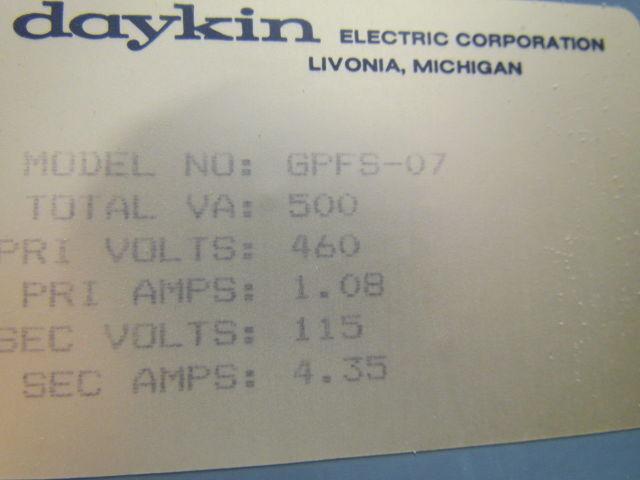 daykin ELECTRIC CORPORATION
LIVONIA, MICHIGAN
MODEL NO: GPFS-07
TOTAL VA: 500
PRI VOLTS: 460
PRI AMPS: 1.08
SEC VOLTS: 115
SEC AMPS: 4.35